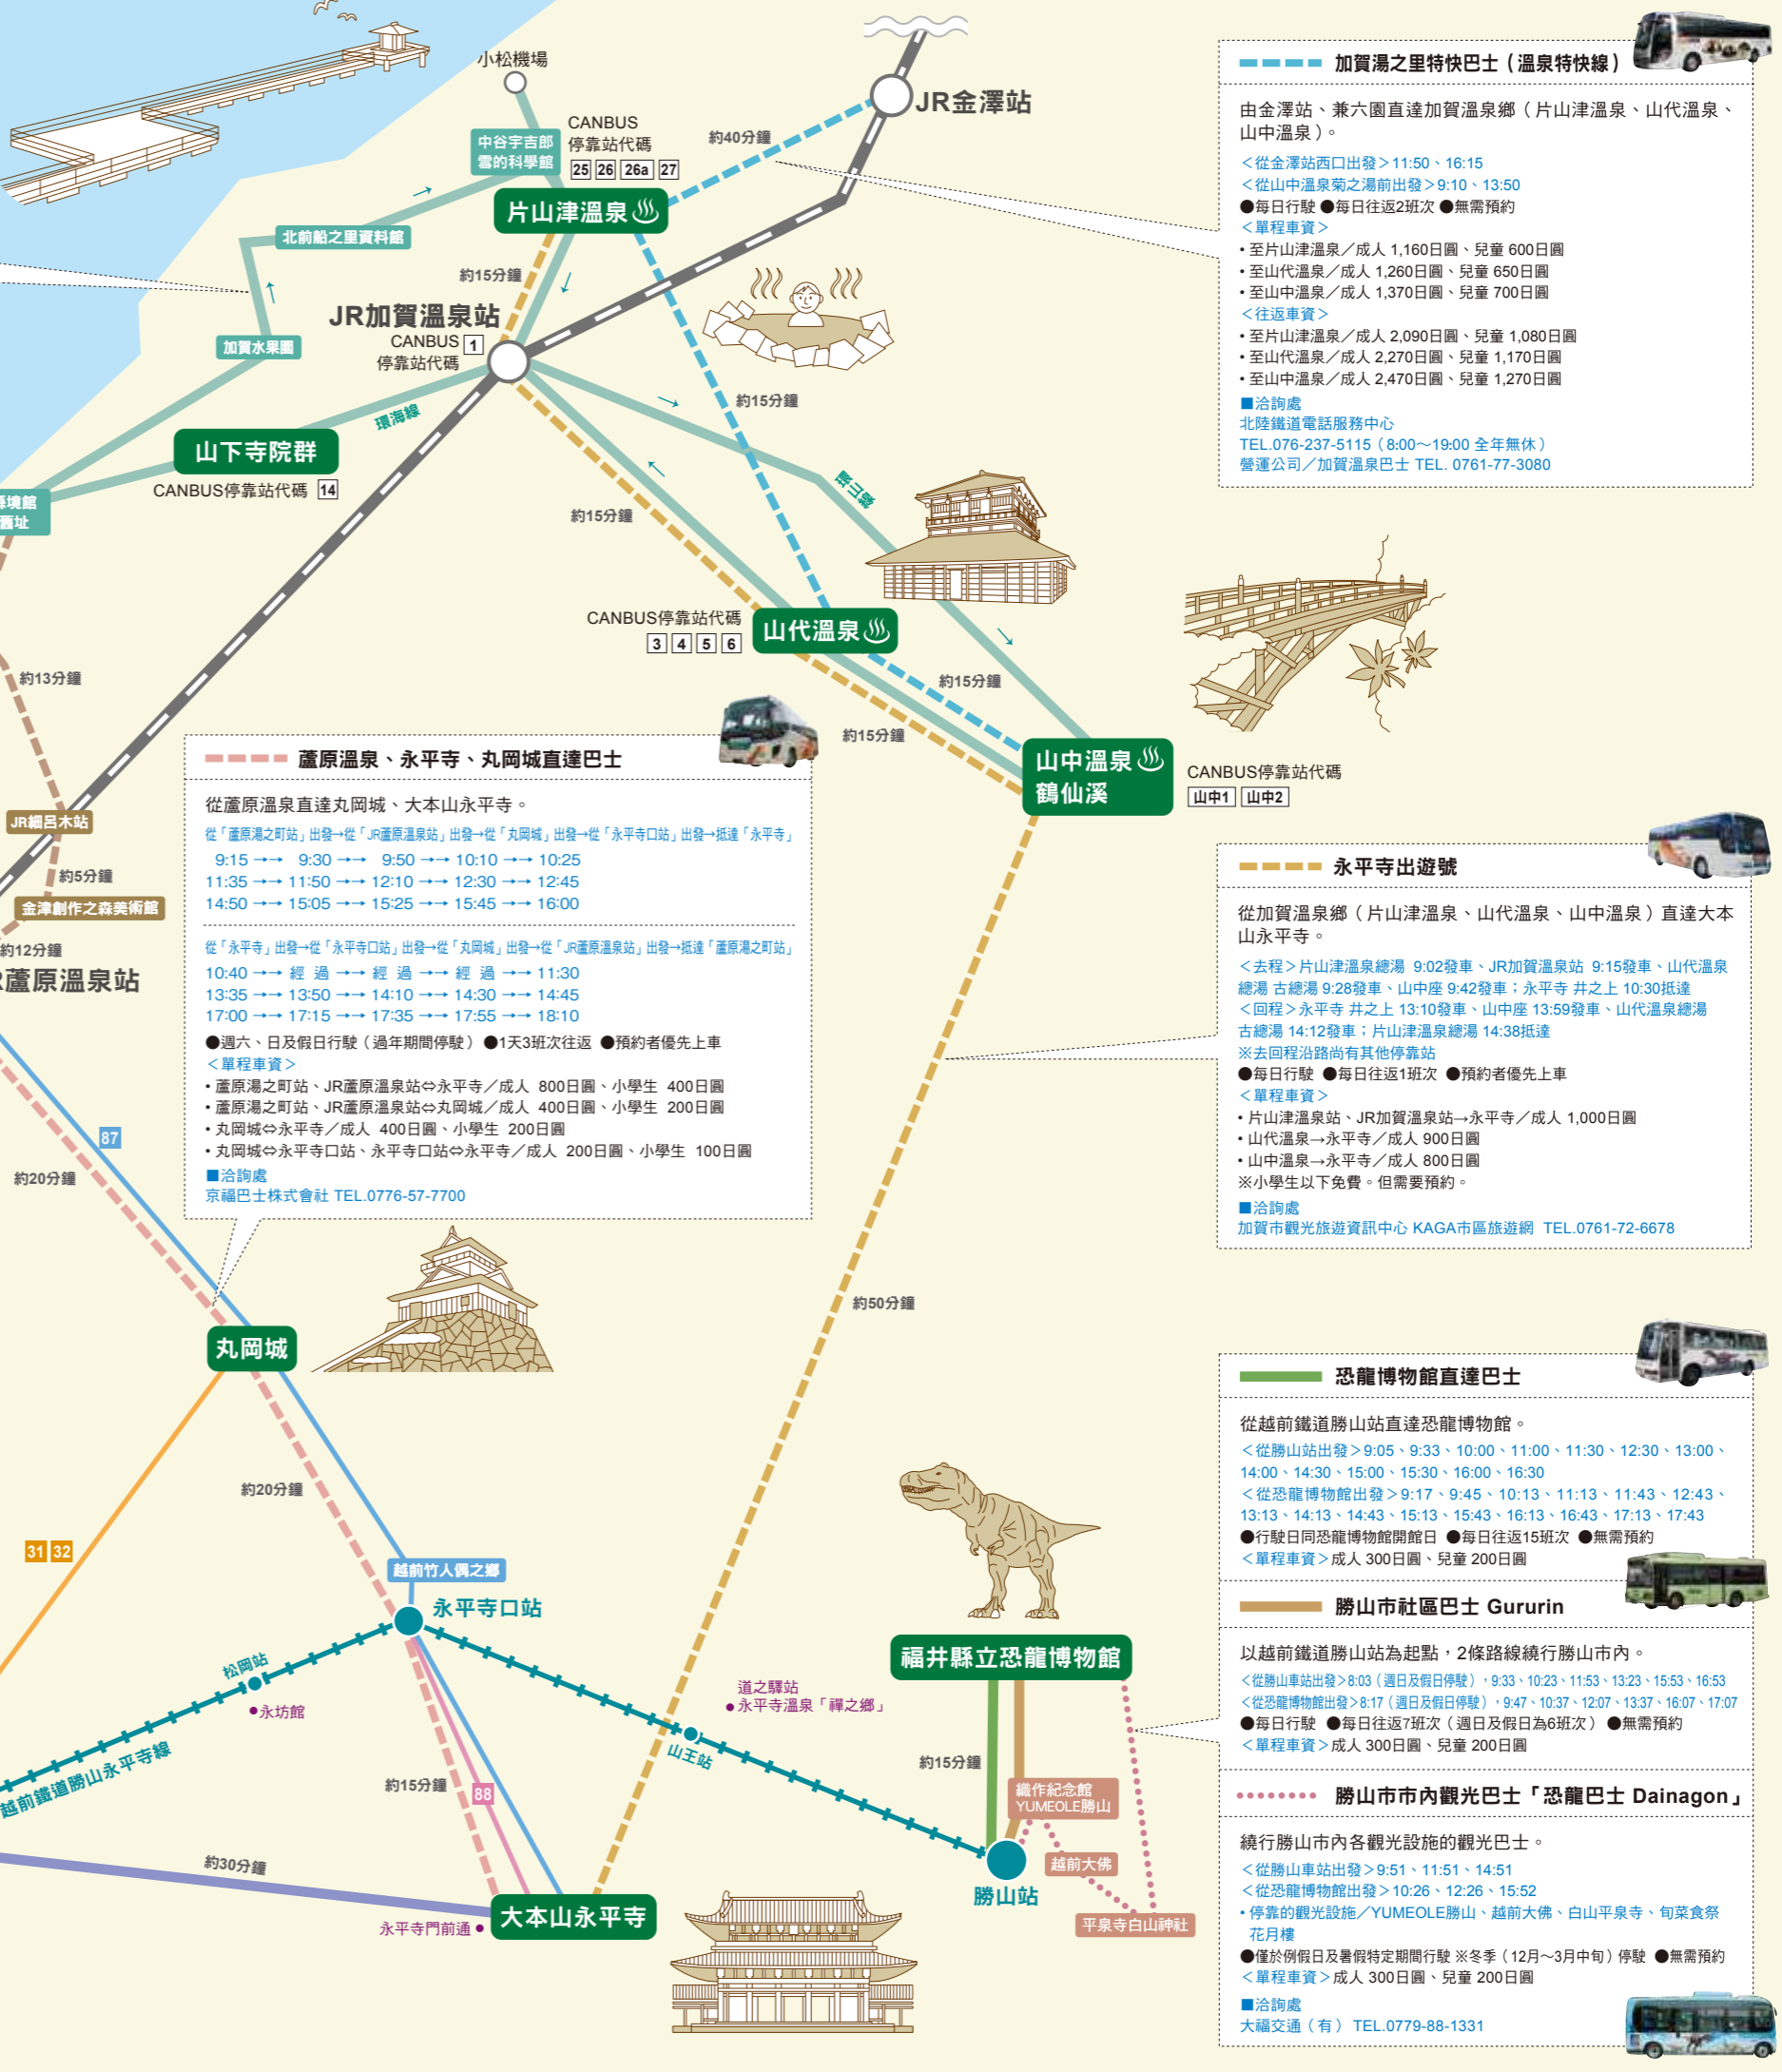 小松機場
JR金澤站
CANBUS
停靠站代碼
25 26 26a 27
中谷宇吉郎
雪的科學館
片山津溫泉
約40分鐘
北前船之里資料館
約15分鐘
JR加賀溫泉站
CANBUS 1
停靠站代碼
加賀水果園
環海線
山下寺院群
CANBUS停靠站代碼 14
縣境館
舊址
約15分鐘
環山線
約15分鐘
CANBUS停靠站代碼
3 4 5 6
山代溫泉
約15分鐘
約15分鐘
山中溫泉
鶴仙溪
CANBUS停靠站代碼
山中1 山中2
約13分鐘
JR細呂木站
約5分鐘
金津創作之森美術館
約12分鐘
蘆原溫泉站
加賀湯之里特快巴士（溫泉特快線）
由金澤站、兼六園直達加賀溫泉鄉（片山津溫泉、山代溫泉、
山中溫泉）。
＜從金澤站西口出發＞11:50、16:15
＜從山中溫泉菊之湯前出發＞9:10、13:50
●每日行駛 ●每日往返2班次 ●無需預約
＜單程車資＞
• 至片山津溫泉／成人 1,160日圓、兒童 600日圓
• 至山代溫泉／成人 1,260日圓、兒童 650日圓
• 至山中溫泉／成人 1,370日圓、兒童 700日圓
＜往返車資＞
• 至片山津溫泉／成人 2,090日圓、兒童 1,080日圓
• 至山代溫泉／成人 2,270日圓、兒童 1,170日圓
• 至山中溫泉／成人 2,470日圓、兒童 1,270日圓
■洽詢處
北陸鐵道電話服務中心
TEL.076-237-5115（8:00～19:00 全年無休）
營運公司／加賀溫泉巴士 TEL. 0761-77-3080
蘆原溫泉、永平寺、丸岡城直達巴士
從蘆原溫泉直達丸岡城、大本山永平寺。
從「蘆原湯之町站」出發→從「JR蘆原溫泉站」出發→從「丸岡城」出發→從「永平寺口站」出發→抵達「永平寺」
9:15 →→ 9:30 →→ 9:50 →→ 10:10 →→ 10:25
11:35 →→ 11:50 →→ 12:10 →→ 12:30 →→ 12:45
14:50 →→ 15:05 →→ 15:25 →→ 15:45 →→ 16:00
從「永平寺」出發→從「永平寺口站」出發→從「丸岡城」出發→從「JR蘆原溫泉站」出發→抵達「蘆原湯之町站」
10:40 →→ 經 過 →→ 經 過 →→ 經 過 →→ 11:30
13:35 →→ 13:50 →→ 14:10 →→ 14:30 →→ 14:45
17:00 →→ 17:15 →→ 17:35 →→ 17:55 →→ 18:10
●週六、日及假日行駛（過年期間停駛）●1天3班次往返 ●預約者優先上車
＜單程車資＞
• 蘆原湯之町站、JR蘆原溫泉站⇔永平寺／成人 800日圓、小學生 400日圓
• 蘆原湯之町站、JR蘆原溫泉站⇔丸岡城／成人 400日圓、小學生 200日圓
• 丸岡城⇔永平寺／成人 400日圓、小學生 200日圓
• 丸岡城⇔永平寺口站、永平寺口站⇔永平寺／成人 200日圓、小學生 100日圓
■洽詢處
京福巴士株式會社 TEL.0776-57-7700
永平寺出遊號
從加賀溫泉鄉（片山津溫泉、山代溫泉、山中溫泉）直達大本
山永平寺。
＜去程＞片山津溫泉總湯 9:02發車、JR加賀溫泉站 9:15發車、山代溫泉
總湯 古總湯 9:28發車、山中座 9:42發車；永平寺 井之上 10:30抵達
＜回程＞永平寺 井之上 13:10發車、山中座 13:59發車、山代溫泉總湯
古總湯 14:12發車；片山津溫泉總湯 14:38抵達
※去回程沿路尚有其他停靠站
●每日行駛 ●每日往返1班次 ●預約者優先上車
＜單程車資＞
• 片山津溫泉站、JR加賀溫泉站→永平寺／成人 1,000日圓
• 山代溫泉→永平寺／成人 900日圓
• 山中溫泉→永平寺／成人 800日圓
※小學生以下免費。但需要預約。
■洽詢處
加賀市觀光旅遊資訊中心 KAGA市區旅遊網 TEL.0761-72-6678
87
約20分鐘
丸岡城
約50分鐘
約20分鐘
31 32
越前竹人偶之鄉
永平寺口站
松岡站
●永坊館
道之驛站
●永平寺溫泉「禪之鄉」
山王站
越前鐵道勝山永平寺線
約15分鐘
88
約30分鐘
大本山永平寺
永平寺門前通●
福井縣立恐龍博物館
約15分鐘
織作紀念館
YUMEOLE勝山
越前大佛
勝山站
平泉寺白山神社
恐龍博物館直達巴士
從越前鐵道勝山站直達恐龍博物館。
＜從勝山站出發＞9:05、9:33、10:00、11:00、11:30、12:30、13:00、
14:00、14:30、15:00、15:30、16:00、16:30
＜從恐龍博物館出發＞9:17、9:45、10:13、11:13、11:43、12:43、
13:13、14:13、14:43、15:13、15:43、16:13、16:43、17:13、17:43
●行駛日同恐龍博物館開館日 ●每日往返15班次 ●無需預約
＜單程車資＞成人 300日圓、兒童 200日圓
勝山市社區巴士 Gururin
以越前鐵道勝山站為起點，2條路線繞行勝山市內。
＜從勝山車站出發＞8:03（週日及假日停駛），9:33、10:23、11:53、13:23、15:53、16:53
＜從恐龍博物館出發＞8:17（週日及假日停駛），9:47、10:37、12:07、13:37、16:07、17:07
●每日行駛 ●每日往返7班次（週日及假日為6班次）●無需預約
＜單程車資＞成人 300日圓、兒童 200日圓
勝山市市內觀光巴士「恐龍巴士 Dainagon」
繞行勝山市內各觀光設施的觀光巴士。
＜從勝山車站出發＞9:51、11:51、14:51
＜從恐龍博物館出發＞10:26、12:26、15:52
• 停靠的觀光設施／YUMEOLE勝山、越前大佛、白山平泉寺、旬菜食祭
花月樓
●僅於例假日及暑假特定期間行駛 ※冬季（12月～3月中旬）停駛 ●無需預約
＜單程車資＞成人 300日圓、兒童 200日圓
■洽詢處
大福交通（有）TEL.0779-88-1331